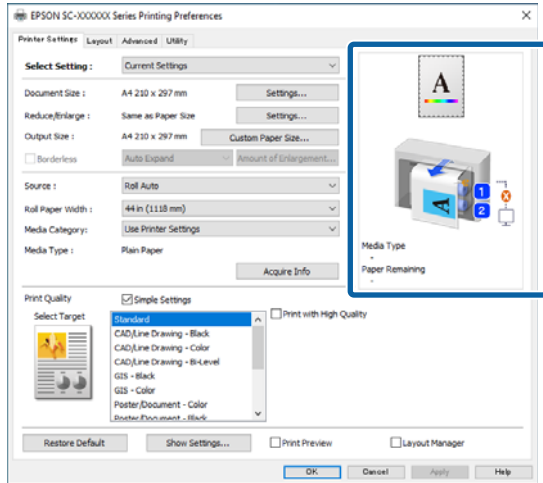 EPSON SC-XXXXXX Series Printing Preferences
Printer Settings Layout Advanced Utility
Select Setting : Current Settings
Document Size : A4 210 x 297 mm Settings...
Reduce/Enlarge : Same as Paper Size Settings...
Output Size : A4 210 x 297 mm Custom Paper Size...
Borderless Auto Expand Amount of Enlargement...
Source : Roll Auto
Roll Paper Width : 44 in (1118 mm)
Media Category: Use Printer Settings
Media Type : Plain Paper
Acquire Info
A
A
1
2
Media Type
-
Paper Remaining
-
Print Quality Simple Settings
Select Target
Standard
CAD/Line Drawing - Black
CAD/Line Drawing - Color
CAD/Line Drawing - Bi-Level
GIS - Black
GIS - Color
Poster/Document - Color
Poster/Document - Black
Print with High Quality
Restore Default Show Settings... Print Preview Layout Manager
OK Cancel Apply Help